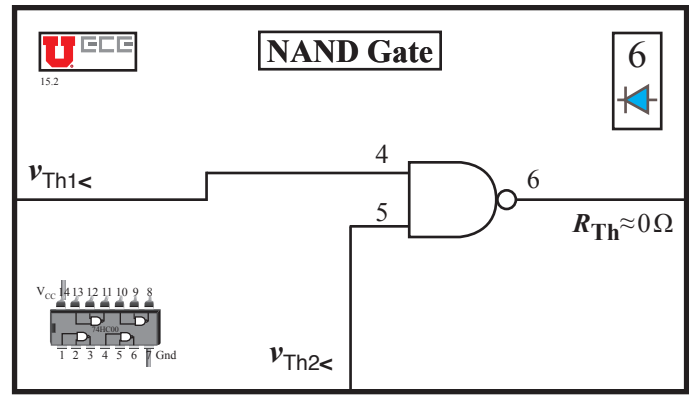 U ECE
NAND Gate
6
15.2
vTh1<
4
5
6
RTh≈0Ω
VCC 14 13 12 11 10 9 8
74HC00
1 2 3 4 5 6 7 Gnd
vTh2<